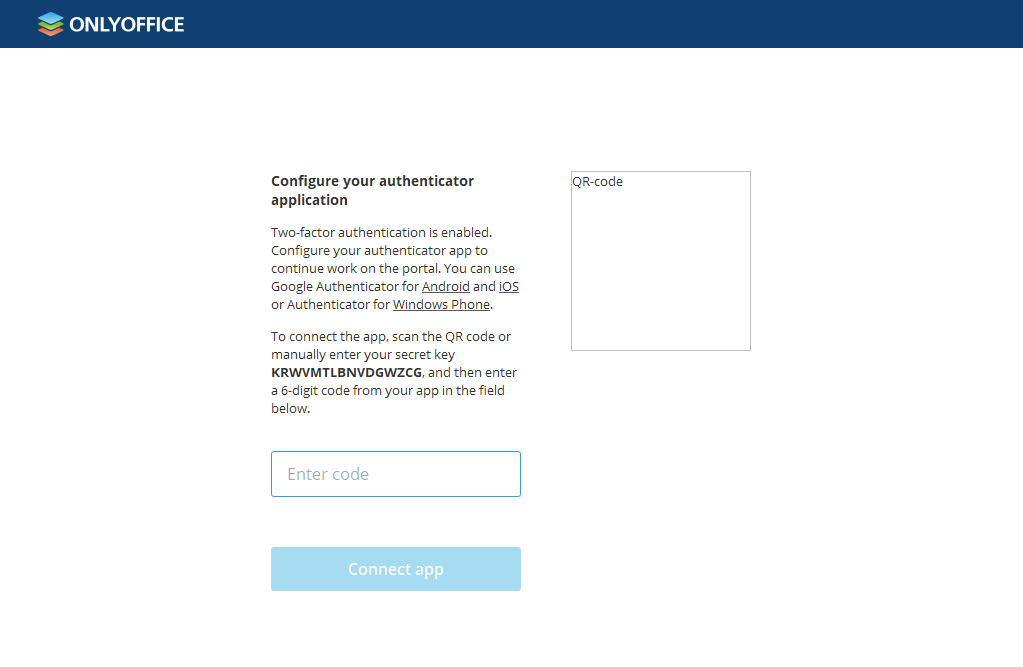 ONLYOFFICE
Configure your authenticator
application
Two-factor authentication is enabled.
Configure your authenticator app to
continue work on the portal. You can use
Google Authenticator for Android and iOS
or Authenticator for Windows Phone.
To connect the app, scan the QR code or
manually enter your secret key
KRWVMTLBNVDGWZCG, and then enter
a 6-digit code from your app in the field
below.
Enter code
Connect app
QR-code